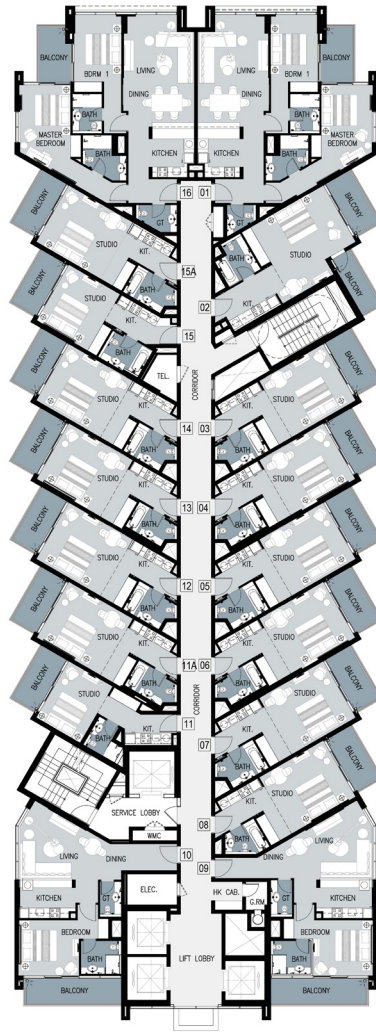 BALCONY
BDRM 1
LIVING
DINING
LIVING
DINING
BDRM 1
BALCONY
MASTER
BEDROOM
BATH
BATH
KITCHEN
KITCHEN
BATH
BATH
MASTER
BEDROOM
16
01
GT
GT
BALCONY
STUDIO
KIT.
BATH
15A
BATH
STUDIO
KIT.
BALCONY
BALCONY
STUDIO
KIT.
BATH
02
15
TEL.
CORRIDOR
BALCONY
STUDIO
KIT.
BATH
14
03
KIT.
BATH
STUDIO
BALCONY
BALCONY
STUDIO
KIT.
BATH
13
04
KIT.
BATH
STUDIO
BALCONY
BALCONY
STUDIO
KIT.
BATH
12
05
KIT.
BATH
STUDIO
BALCONY
BALCONY
STUDIO
KIT.
BATH
11A
06
KIT.
BATH
STUDIO
BALCONY
BALCONY
STUDIO
KIT.
BATH
11
CORRIDOR
07
KIT.
BATH
STUDIO
BALCONY
SERVICE LOBBY
WMC
08
KIT.
BATH
STUDIO
BALCONY
10
09
LIVING
DINING
KITCHEN
GT
BEDROOM
BATH
BALCONY
ELEC.
HK CAB.
G.RM
LIFT LOBBY
DINING
LIVING
KITCHEN
GT
BEDROOM
BATH
BALCONY